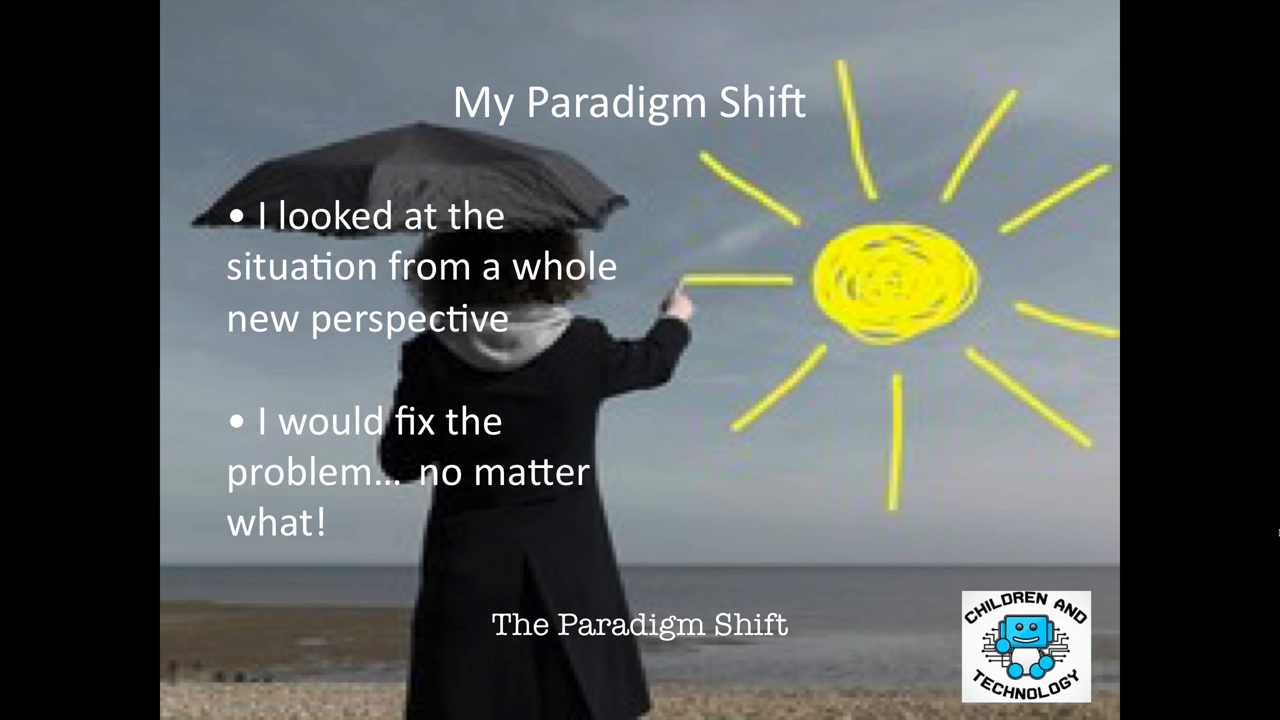 My Paradigm Shift
• I looked at the
situation from a whole
new perspective
• I would fix the
problem… no matter
what!
The Paradigm Shift
CHILDREN AND
TECHNOLOGY